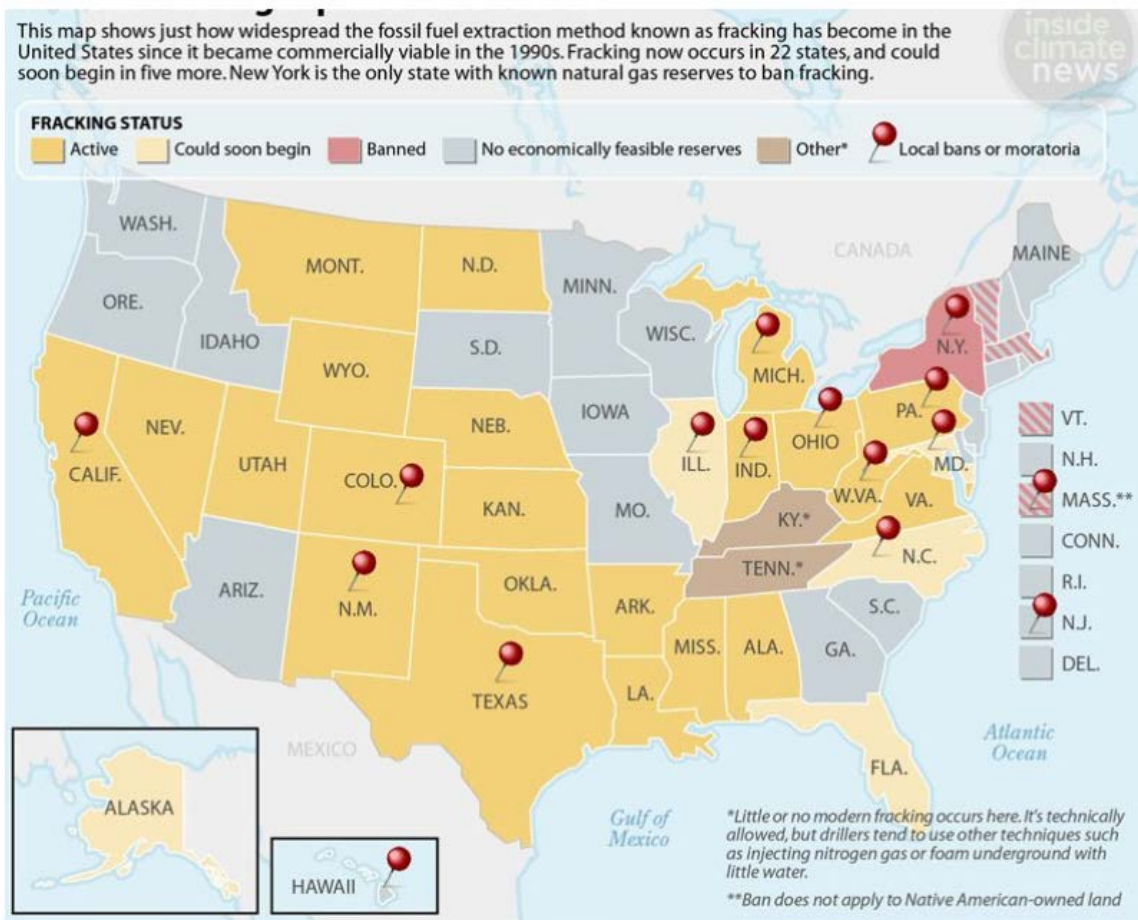 This map shows just how widespread the fossil fuel extraction method known as fracking has become in the
United States since it became commercially viable in the 1990s. Fracking now occurs in 22 states, and could
soon begin in five more. New York is the only state with known natural gas reserves to ban fracking.
inside
climate
news
FRACKING STATUS
Active
Could soon begin
Banned
No economically feasible reserves
Other*
Local bans or moratoria
WASH.
MONT.
N.D.
MINN.
CANADA
MAINE
ORE.
IDAHO
S.D.
WISC.
N.Y.
WYO.
MICH.
NEV.
NEB.
IOWA
PA.
OHIO
CALIF.
UTAH
COLO.
ILL.
IND.
MD.
KAN.
MO.
W.VA.
VA.
KY.*
N.C.
ARIZ.
N.M.
OKLA.
ARK.
TENN.*
S.C.
MISS.
ALA.
GA.
TEXAS
LA.
FLA.
VT.
N.H.
MASS.**
CONN.
R.I.
N.J.
DEL.
Pacific
Ocean
Atlantic
Ocean
MEXICO
Gulf of
Mexico
ALASKA
HAWAII
*Little or no modern fracking occurs here. It's technically
allowed, but drillers tend to use other techniques such
as injecting nitrogen gas or foam underground with
little water.
**Ban does not apply to Native American-owned land